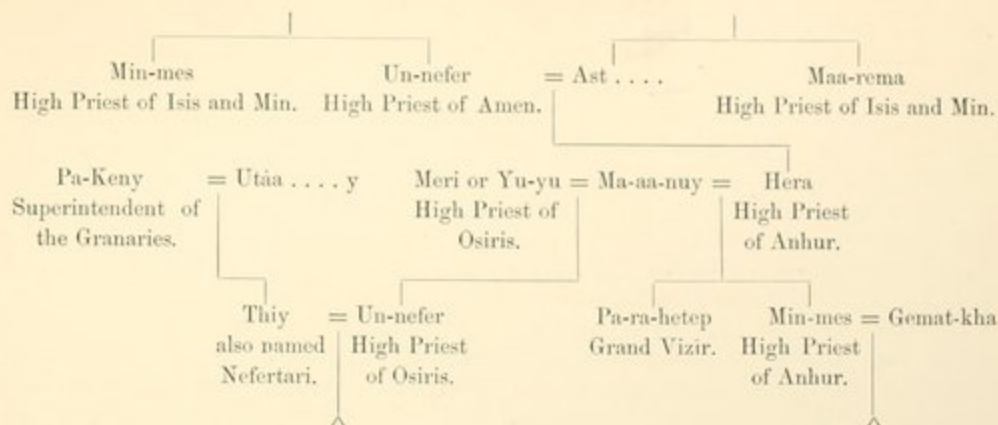 Min-mes Un-nefer = Ast . . . . Maa-rema
High Priest of Isis and Min. High Priest of Amen. High Priest of Isis and Min.
Pa-Keny = Utáa . . . . y Meri or Yu-yu = Ma-aa-nuy = Hera
Superintendent of High Priest of High Priest
the Granaries. Osiris. of Anhur.
Thiy = Un-nefer Pa-ra-hetep Min-mes = Gemat-kha
also named High Priest Grand Vizir. High Priest
Nefertari. of Osiris. of Anhur.